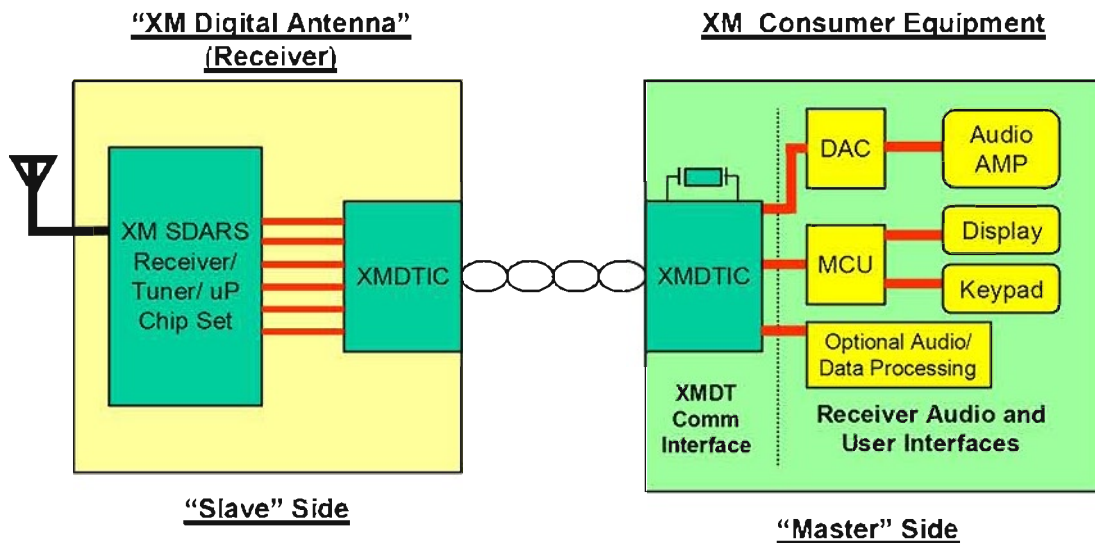 “XM Digital Antenna”
(Receiver)
XM Consumer Equipment
XM SDARS
Receiver/
Tuner/ uP
Chip Set
XMDTIC
XMDTIC
DAC
Audio
AMP
MCU
Display
Keypad
Optional Audio/
Data Processing
XMDT
Comm
Interface
Receiver Audio and
User Interfaces
“Slave” Side
“Master” Side